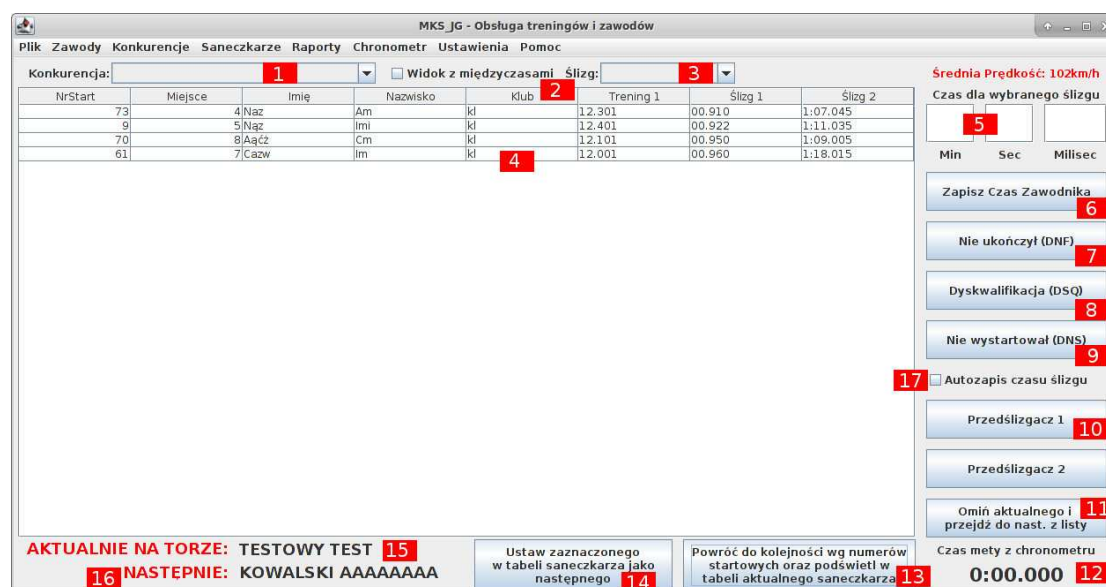 MKS_JG - Obsługa treningów i zawodów
Plik Zawody Konkurencje Saneczkarze Raporty Chronometr Ustawienia Pomoc
Konkurencja: 1 Widok z międzyczasami Ślizg: 3 Średnia Prędkość: 102km/h
2
NrStart Miejsce Imię Nazwisko Klub Trening 1 Ślizg 1 Ślizg 2
73 4 Naz Am kl 12.301 00.910 1:07.045
9 5 Nąz Imi kl 12.401 00.922 1:11.035
70 8 Aąćż Cm kl 12.101 00.950 1:09.005
61 7 Cazw Im kl 12.001 00.960 1:18.015
4
Czas dla wybranego ślizgu
5
Min Sec Milisec
Zapisz Czas Zawodnika
6
Nie ukończył (DNF)
7
Dyskwalifikacja (DSQ)
8
Nie wystartował (DNS)
9
17 Autozapis czasu ślizgu
Przedślizgacz 1
10
Przedślizgacz 2
Omiń aktualnego i
przejdź do nast. z listy
11
AKTUALNIE NA TORZE: TESTOWY TEST 15
16 NASTĘPNIE: KOWALSKI AAAAAAAA
Ustaw zaznaczonego
w tabeli saneczkarza jako
następnego 14
Powróć do kolejności wg numerów
startowych oraz podświetl w
tabeli aktualnego saneczkarza 13
Czas mety z chronometru
0:00.000 12